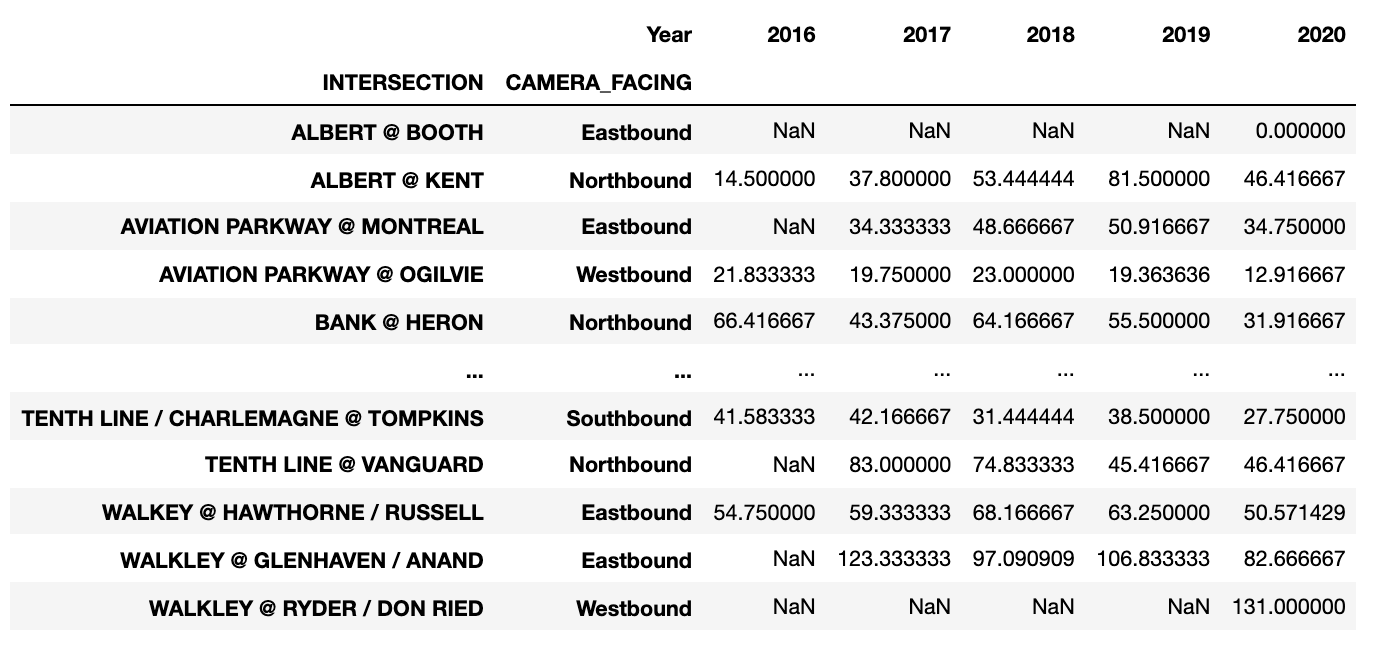 Year 2016 2017 2018 2019 2020
INTERSECTION CAMERA_FACING
ALBERT @ BOOTH Eastbound NaN NaN NaN NaN 0.000000
ALBERT @ KENT Northbound 14.500000 37.800000 53.444444 81.500000 46.416667
AVIATION PARKWAY @ MONTREAL Eastbound NaN 34.333333 48.666667 50.916667 34.750000
AVIATION PARKWAY @ OGILVIE Westbound 21.833333 19.750000 23.000000 19.363636 12.916667
BANK @ HERON Northbound 66.416667 43.375000 64.166667 55.500000 31.916667
... ... ... ... ... ... ...
TENTH LINE / CHARLEMAGNE @ TOMPKINS Southbound 41.583333 42.166667 31.444444 38.500000 27.750000
TENTH LINE @ VANGUARD Northbound NaN 83.000000 74.833333 45.416667 46.416667
WALKEY @ HAWTHORNE / RUSSELL Eastbound 54.750000 59.333333 68.166667 63.250000 50.571429
WALKLEY @ GLENHAVEN / ANAND Eastbound NaN 123.333333 97.090909 106.833333 82.666667
WALKLEY @ RYDER / DON RIED Westbound NaN NaN NaN NaN 131.000000